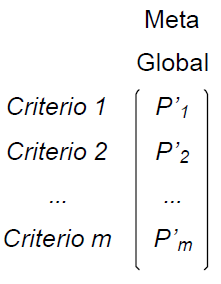 Meta
Global
Criterio 1 P’1
Criterio 2 P’2
... ...
Criterio m P’m